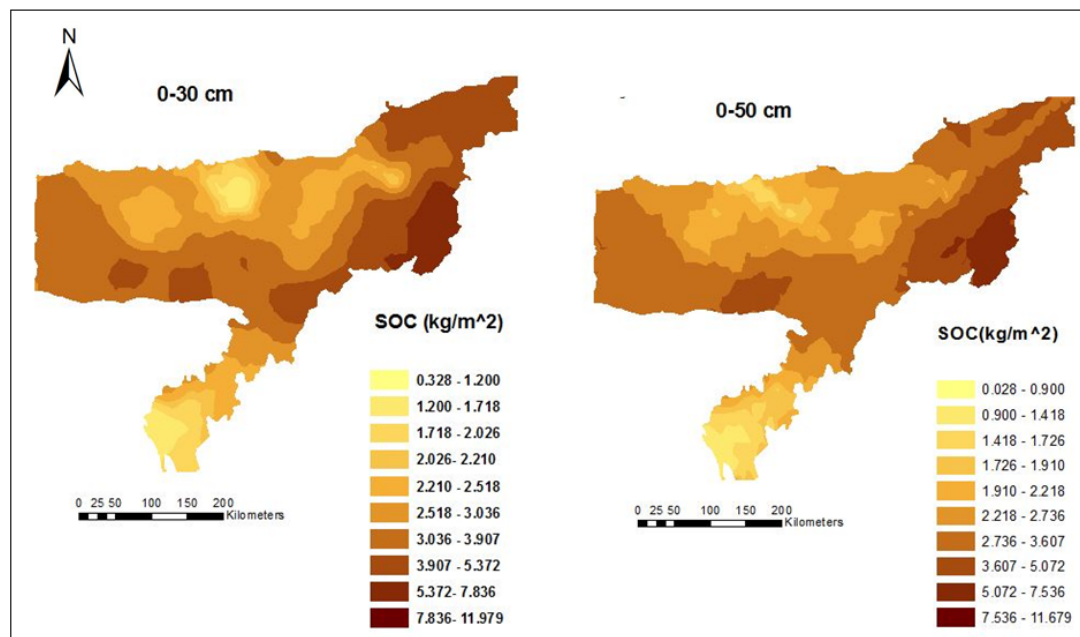 N
0-30 cm
SOC (kg/m^2)
0.328 - 1.200
1.200 - 1.718
1.718 - 2.026
2.026 - 2.210
2.210 - 2.518
2.518 - 3.036
3.036 - 3.907
3.907 - 5.372
5.372 - 7.836
7.836 - 11.979
0 25 50 100 150 200
Kilometers
0-50 cm
SOC(kg/m^2)
0.028 - 0.900
0.900 - 1.418
1.418 - 1.726
1.726 - 1.910
1.910 - 2.218
2.218 - 2.736
2.736 - 3.607
3.607 - 5.072
5.072 - 7.536
7.536 - 11.679
0 25 50 100 150 200
Kilometers